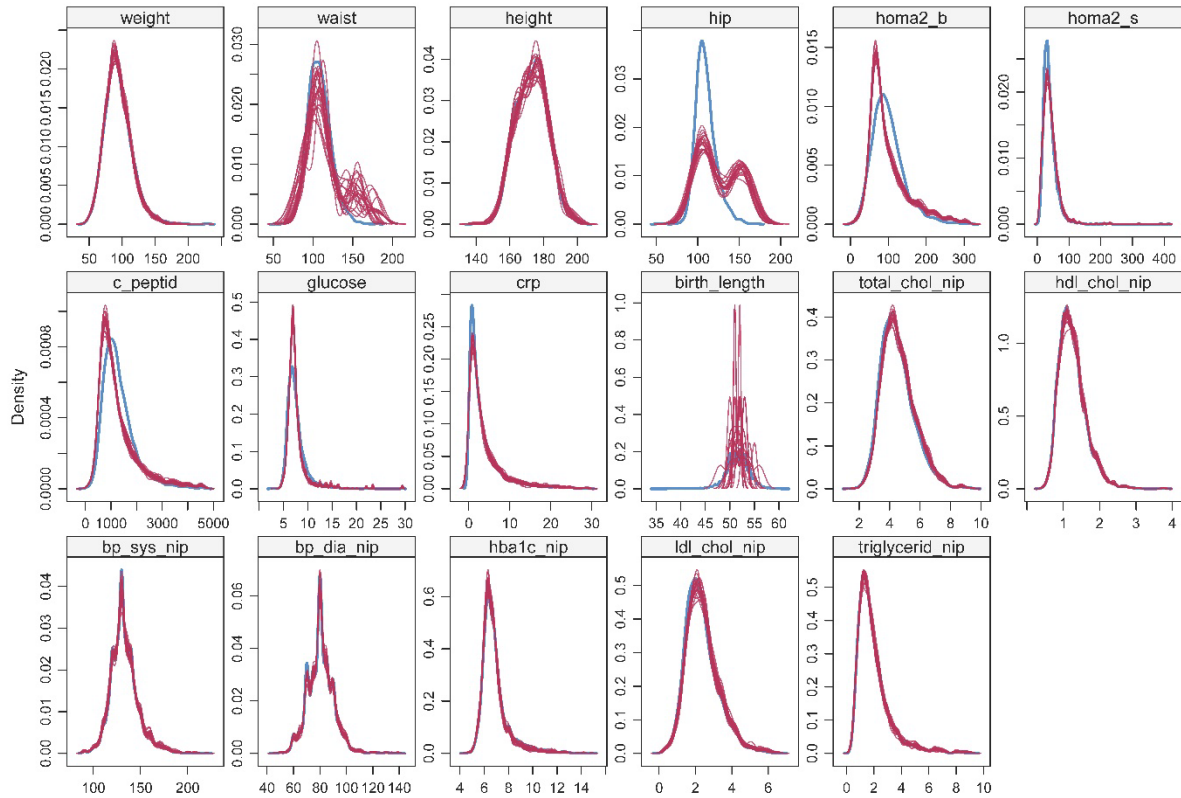 weight waist height hip homa2_b homa2_s
0.000 0.005 0.010 0.015 0.020
50 100 150 200
0.000 0.010 0.020 0.030
50 100 150 200
0.00 0.01 0.02 0.03 0.04
140 160 180 200
0.00 0.01 0.02 0.03
50 100 150 200
0.000 0.005 0.010 0.015
0 100 200 300
0.000 0.010 0.020
0 100 200 300 400
c_peptid glucose crp birth_length total_chol_nip hdl_chol_nip
Density
0.0000 0.0004 0.0008
0 1000 3000 5000
0.0 0.1 0.2 0.3 0.4 0.5
5 10 15 20 25 30
0.00 0.05 0.10 0.15 0.20 0.25
0 10 20 30
0.0 0.2 0.4 0.6 0.8 1.0
35 40 45 50 55 60
0.0 0.1 0.2 0.3 0.4
2 4 6 8 10
0.0 0.5 1.0
0 1 2 3 4
bp_sys_nip bp_dia_nip hba1c_nip ldl_chol_nip triglycerid_nip
0.00 0.01 0.02 0.03 0.04
100 150 200
0.00 0.02 0.04 0.06
40 60 80 100 120 140
0.0 0.2 0.4 0.6
4 6 8 10 12 14
0.0 0.1 0.2 0.3 0.4 0.5
0 2 4 6
0.0 0.1 0.2 0.3 0.4 0.5
0 2 4 6 8 10